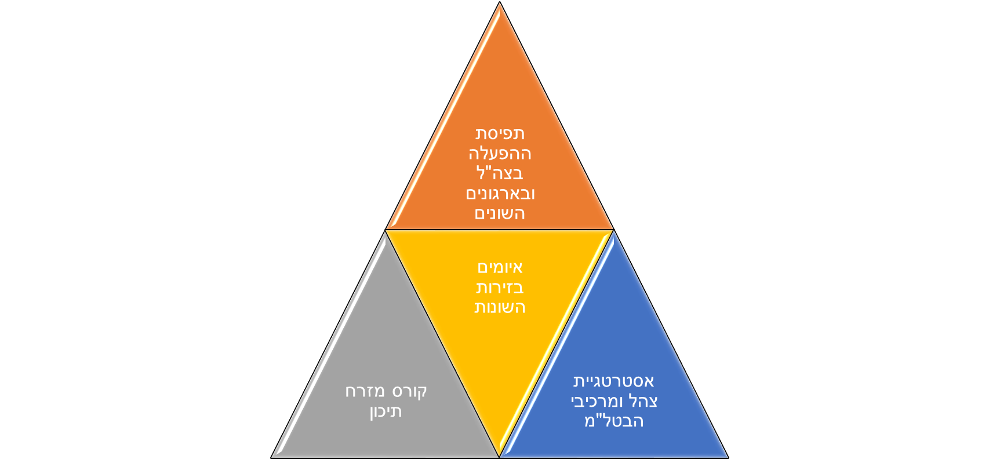 תפיסת
ההפעלה
בצה"ל
ובארגונים
השונים
איומים
בזירות
השונות
אסטרטגיית
צהל ומרכיבי
הבטל"מ
קורס מזרח
תיכון